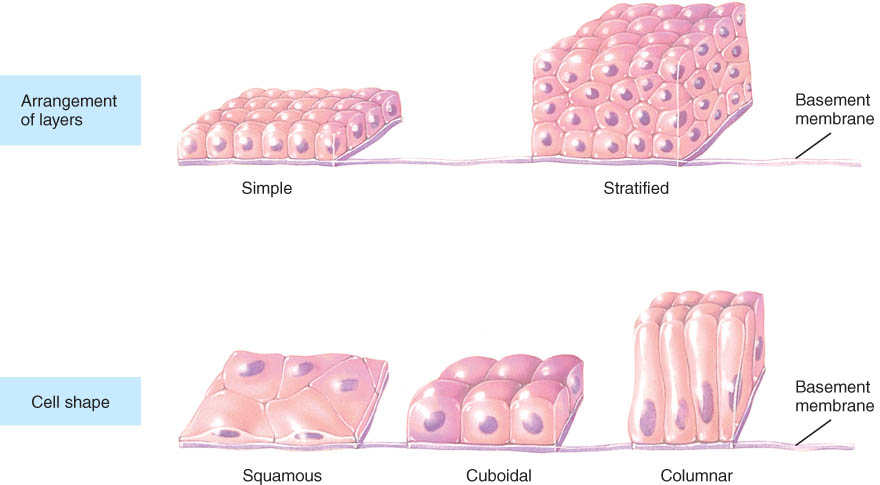 Arrangement
of layers
Basement
membrane
Simple
Stratified
Cell shape
Basement
membrane
Squamous
Cuboidal
Columnar